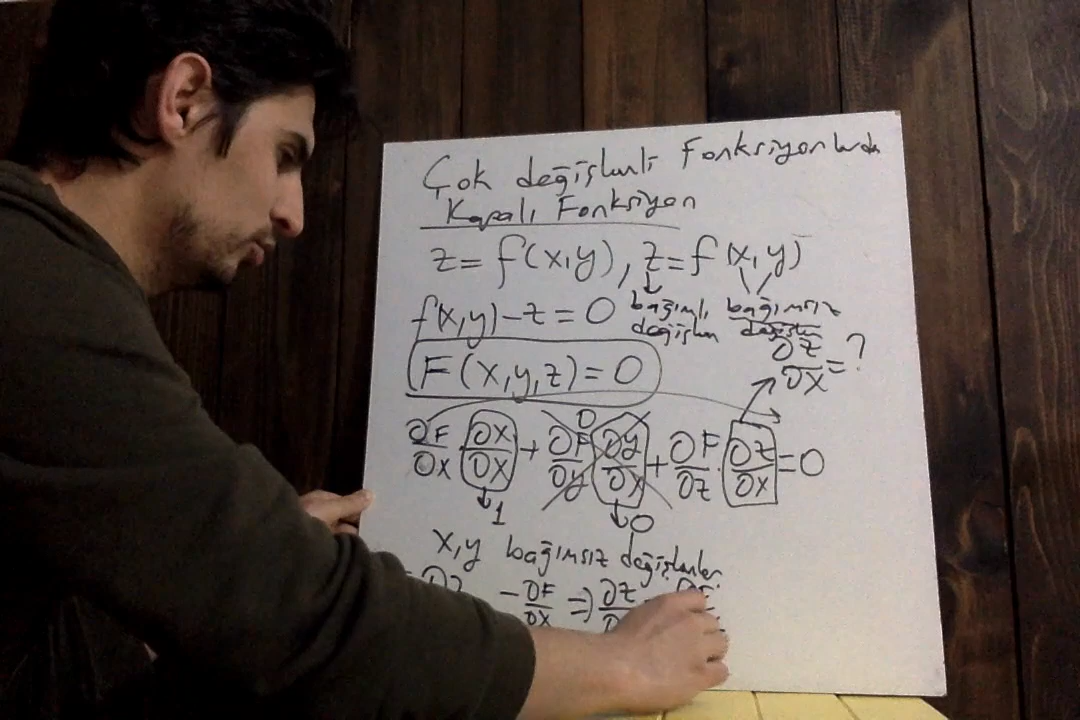 Çok değişkenli Fonksiyonlarda
Kapalı Fonksiyon
z = f(x,y), z = f(x,y)
bağımlı değişken
bağımsız değişken
f(x,y) - z = 0
∂z/∂x = ?
F(x,y,z) = 0
∂F/∂x ∂x/∂x + ∂F/∂y ∂y/∂x + ∂F/∂z ∂z/∂x = 0
0
1
0
x,y bağımsız değişkenler
-∂F/∂x ⇒ ∂z